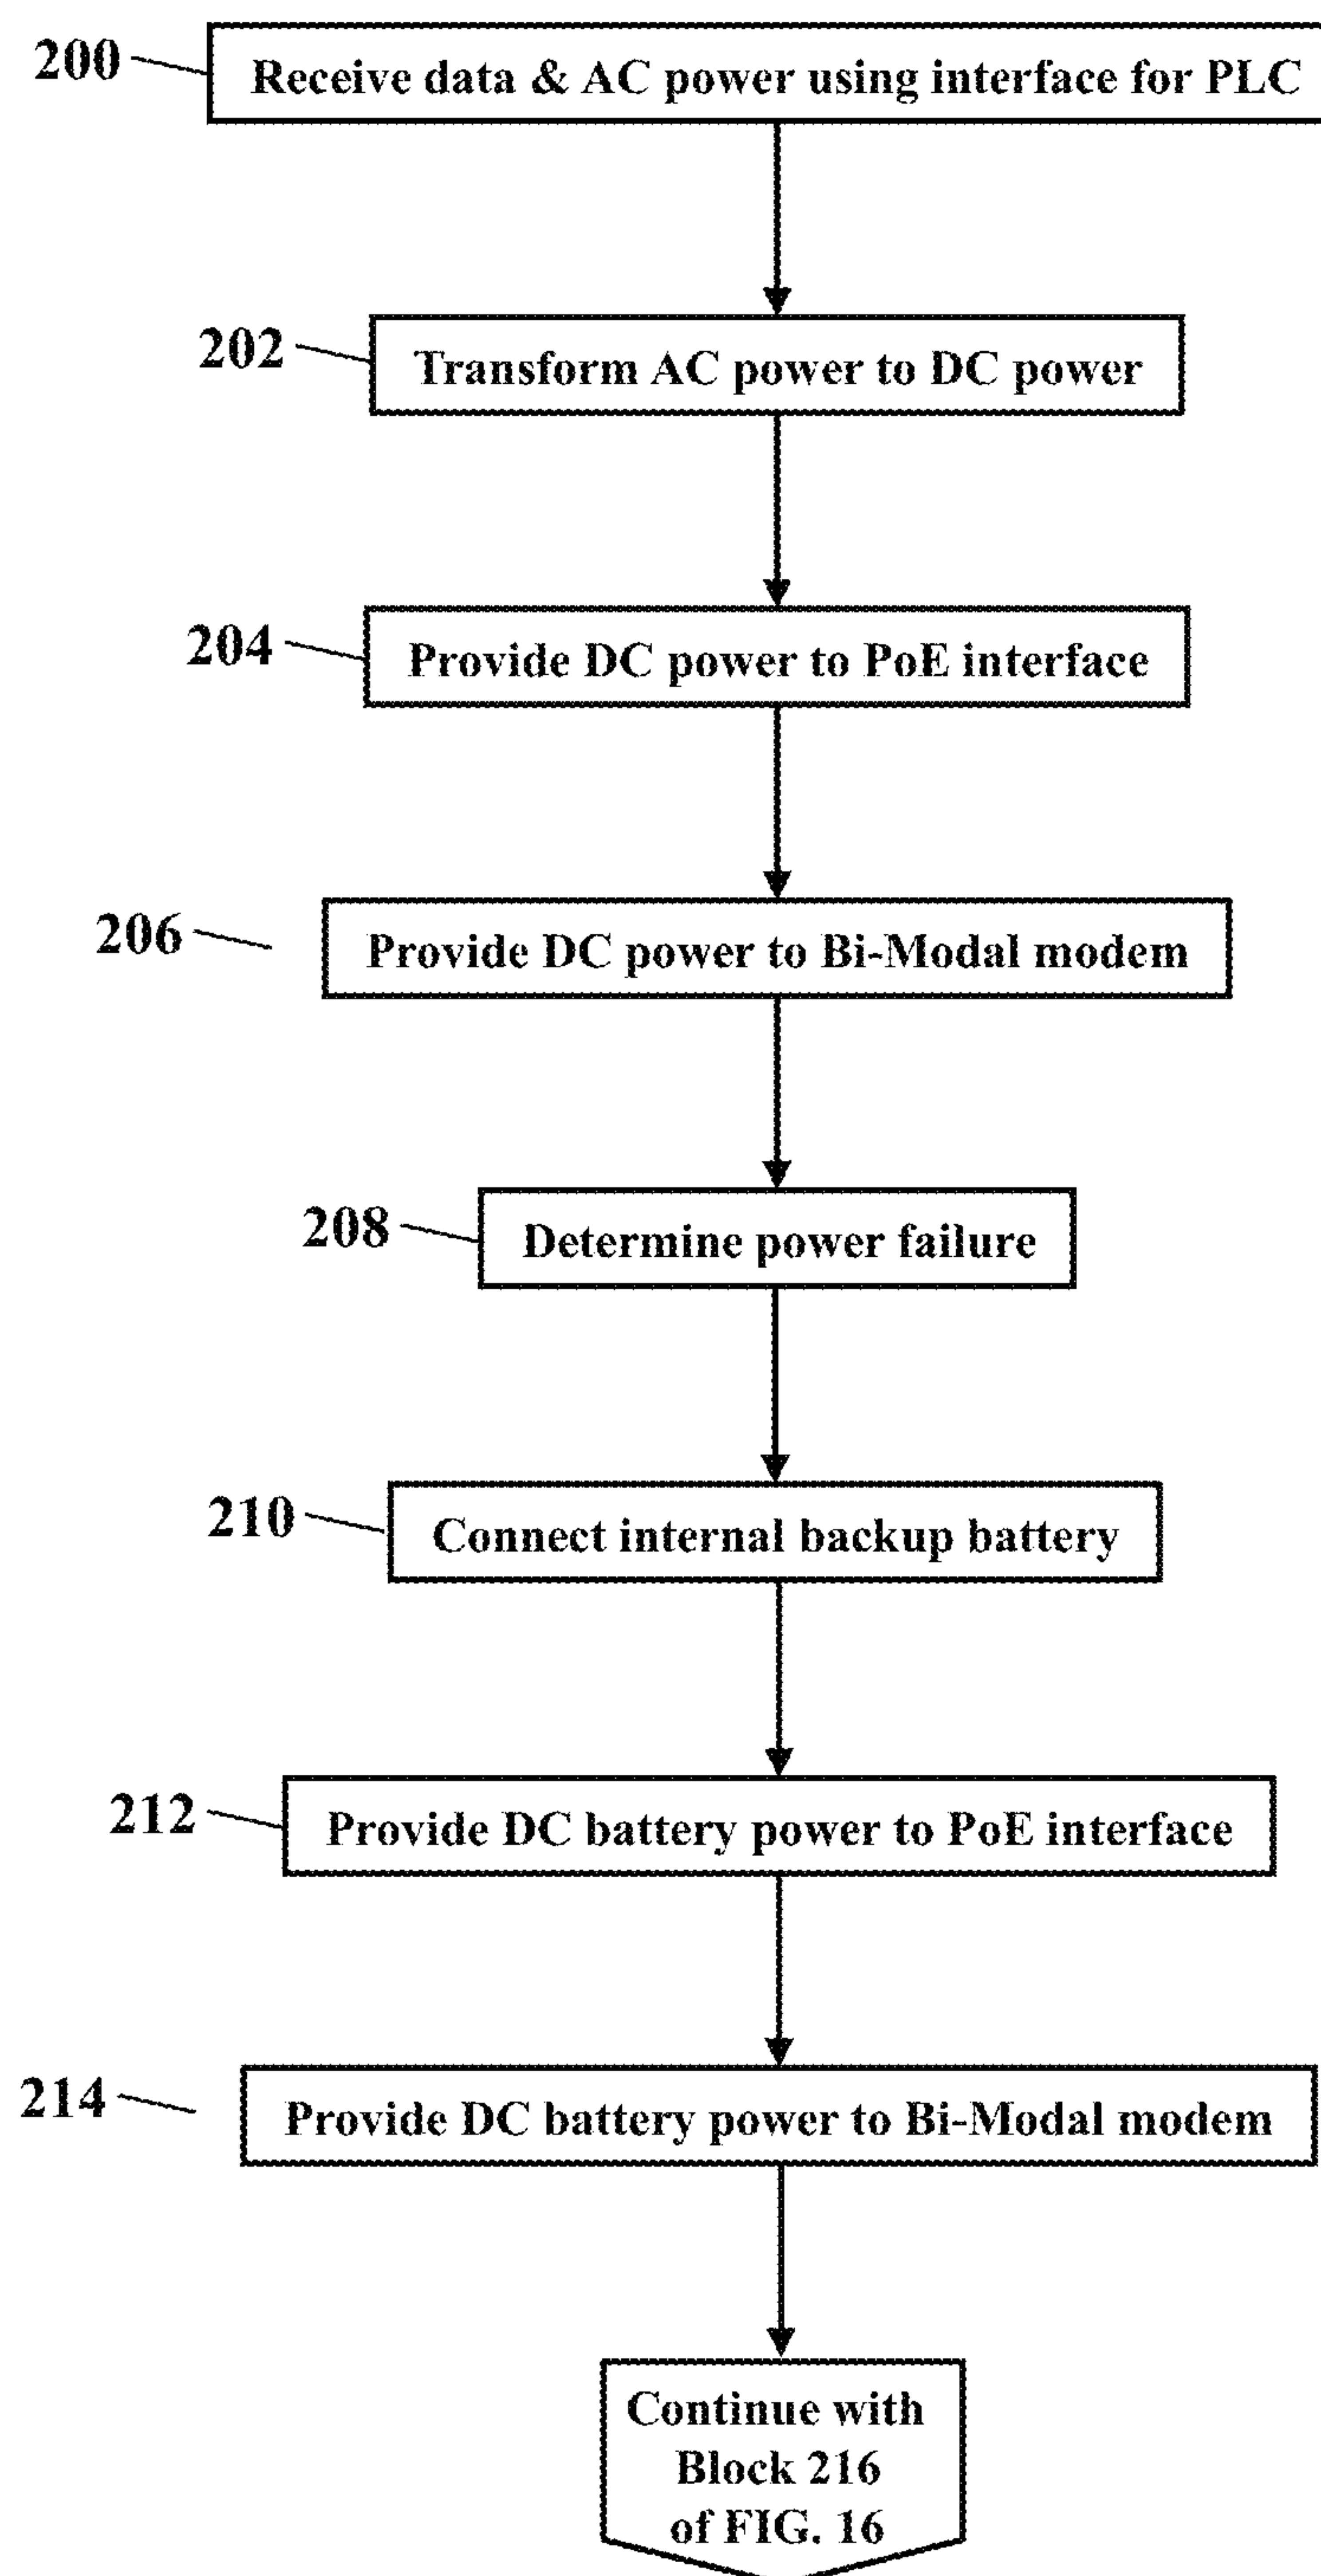 200
Receive data & AC power using interface for PLC
202
Transform AC power to DC power
204
Provide DC power to PoE interface
206
Provide DC power to Bi-Modal modem
208
Determine power failure
210
Connect internal backup battery
212
Provide DC battery power to PoE interface
214
Provide DC battery power to Bi-Modal modem
Continue with
Block 216
of FIG. 16